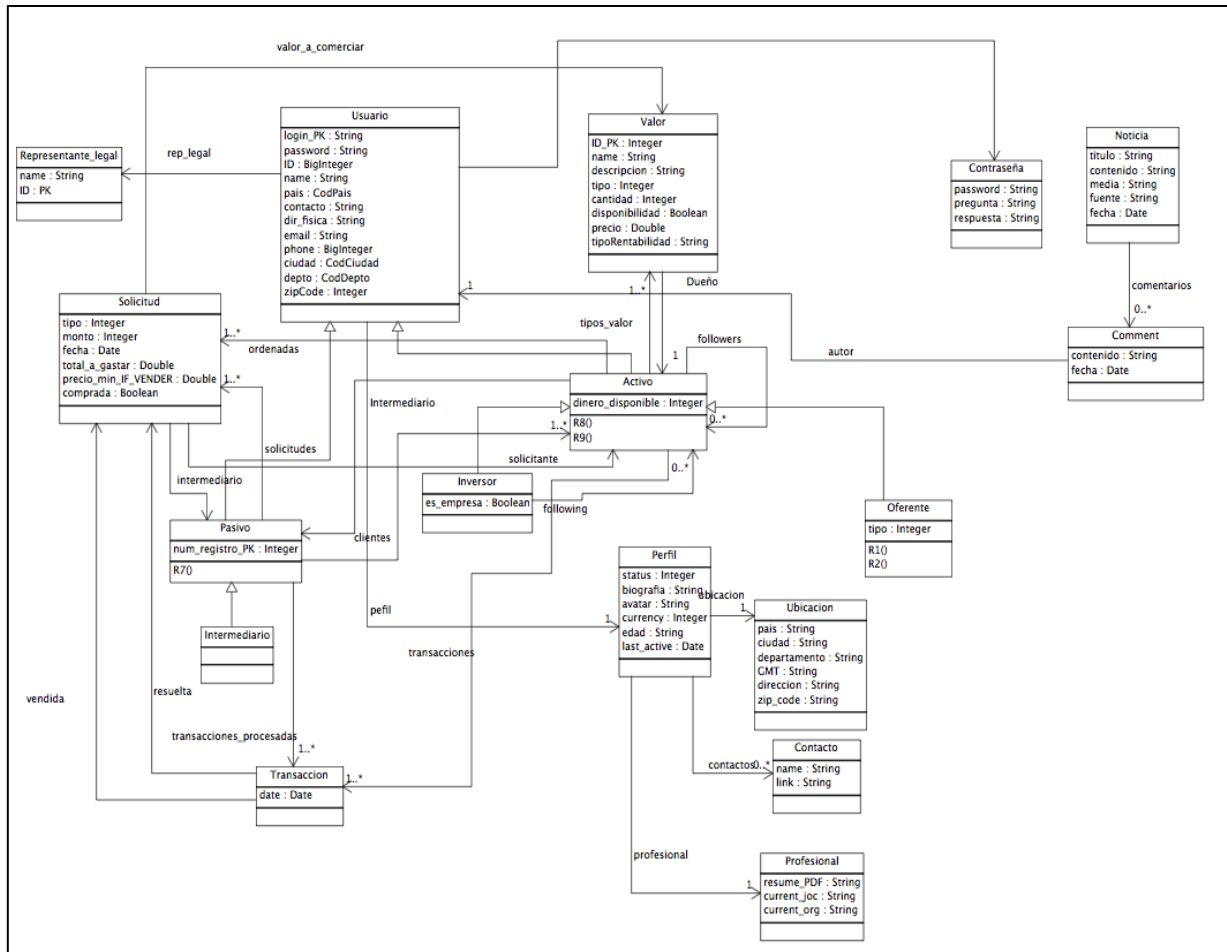 valor_a_comerciar
Usuario
login_PK : String
password : String
ID : BigInteger
name : String
pais : CodPais
contacto : String
dir_fisica : String
email : String
phone : BigInteger
ciudad : CodCiudad
depto : CodDepto
zipCode : Integer
Valor
ID_PK : Integer
name : String
descripcion : String
tipo : Integer
cantidad : Integer
disponibilidad : Boolean
precio : Double
tipoRentabilidad : String
Noticia
titulo : String
contenido : String
media : String
fuente : String
fecha : Date
Representante_legal
name : String
ID : PK
rep_legal
Contraseña
password : String
pregunta : String
respuesta : String
Dueño
1
1..*
comentarios
0..*
Solicitud
tipo : Integer
monto : Integer
fecha : Date
total_a_gastar : Double
precio_min_IF_VENDER : Double
comprada : Boolean
1..*
ordenadas
1..*
tipos_valor
followers
1
autor
Comment
contenido : String
fecha : Date
Activo
dinero_disponible : Integer
R8()
R9()
Intermediario
1..*
0..*
solicitudes
solicitante
0..*
intermediario
Inversor
es_empresa : Boolean
following
Oferente
tipo : Integer
R1()
R2()
Pasivo
num_registro_PK : Integer
R7()
clientes
Perfil
status : Integer
biografia : String
avatar : String
currency : Integer
edad : String
last_active : Date
ubicacion
1
Ubicacion
pais : String
ciudad : String
departamento : String
GMT : String
direccion : String
zip_code : String
pefil
1
Intermediario
transacciones
vendida
resuelta
transacciones_procesadas
1..*
Transaccion
date : Date
1..*
Contacto
name : String
link : String
contactos
0..*
profesional
1
Profesional
resume_PDF : String
current_joc : String
current_org : String